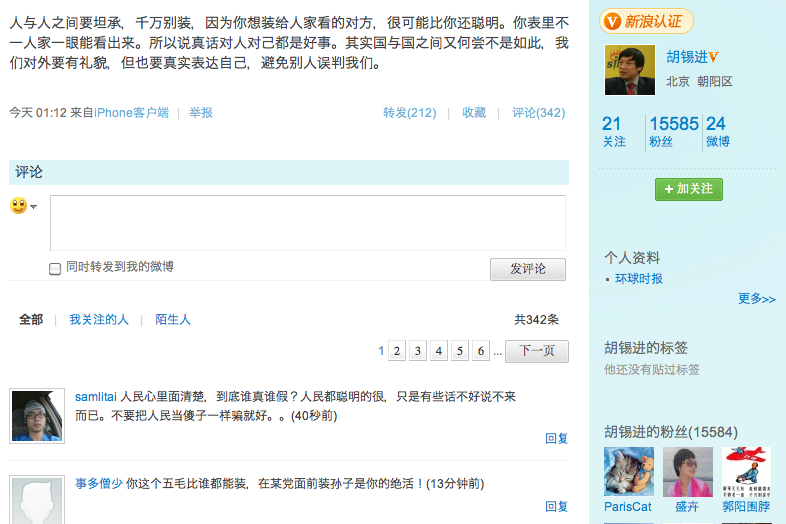 人与人之间要坦承，千万别装，因为你想装给人家看的对方，很可能比你还聪明。你表里不
一人家一眼能看出来。所以说真话对人对己都是好事。其实国与国之间又何尝不是如此，我
们对外要有礼貌，但也要真实表达自己，避免别人误判我们。
今天 01:12 来自iPhone客户端 | 举报
转发(212) | 收藏 | 评论(342)
评论
同时转发到我的微博
发评论
全部 | 我关注的人 | 陌生人
共342条
1 2 3 4 5 6 ... 下一页
samlitai 人民心里面清楚，到底谁真谁假？人民都聪明的很，只是有些话不好说不来
而已。不要把人民当傻子一样骗就好。。(40秒前)
回复
事多僧少 你这个五毛比谁都能装，在某党面前装孙子是你的绝活！(13分钟前)
回复
V 新浪认证
胡锡进V
北京 朝阳区
21 15585 24
关注 粉丝 微博
+ 加关注
个人资料
▪ 环球时报
更多>>
胡锡进的标签
他还没有贴过标签
胡锡进的粉丝(15584)
ParisCat 盛卉 郭阳围脖